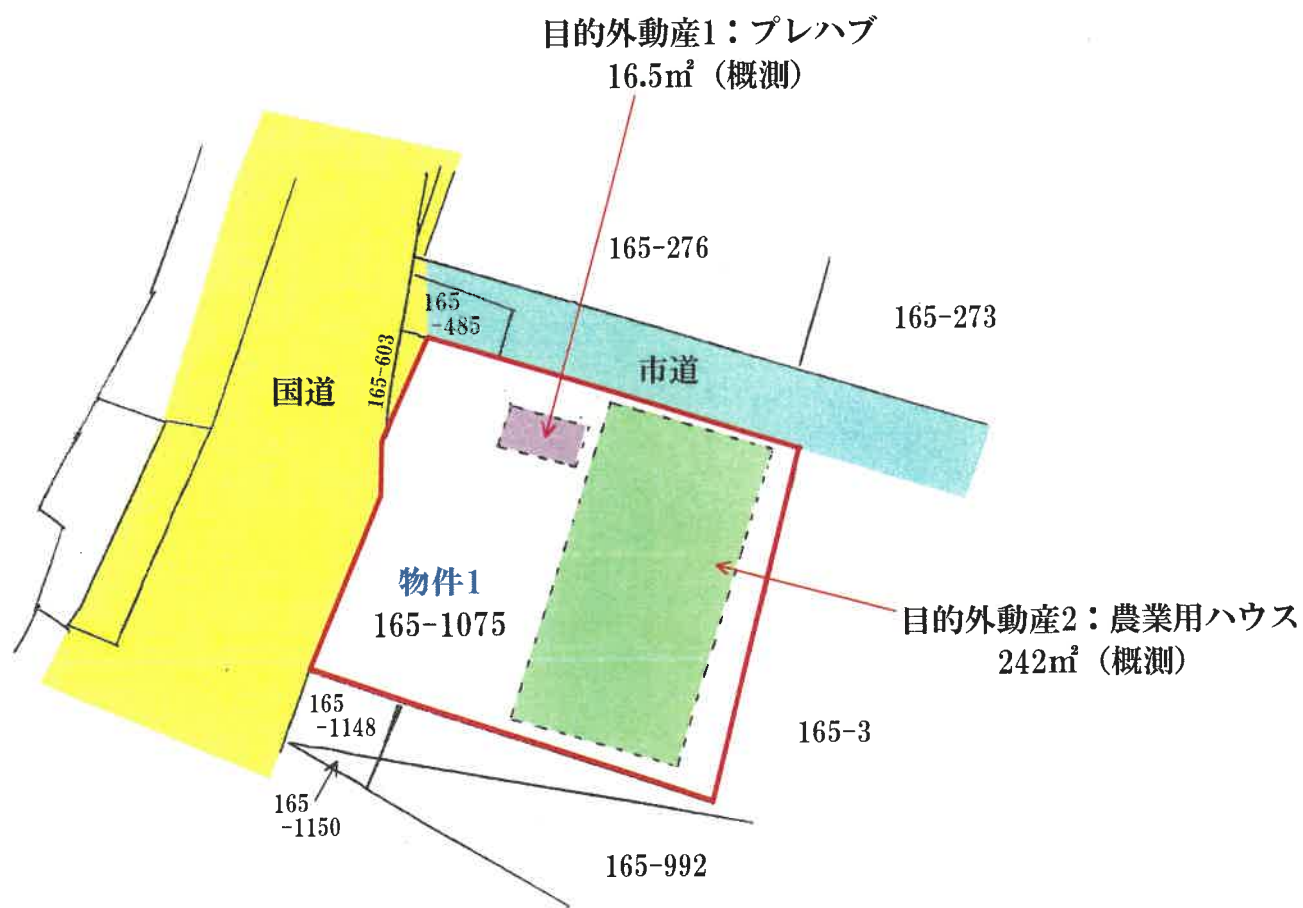 目的外動産1：プレハブ
16.5㎡（概測）
165-276
165-273
165
-485
市道
165-603
国道
物件1
165-1075
目的外動産2：農業用ハウス
242㎡（概測）
165
-1148
165-3
165
-1150
165-992